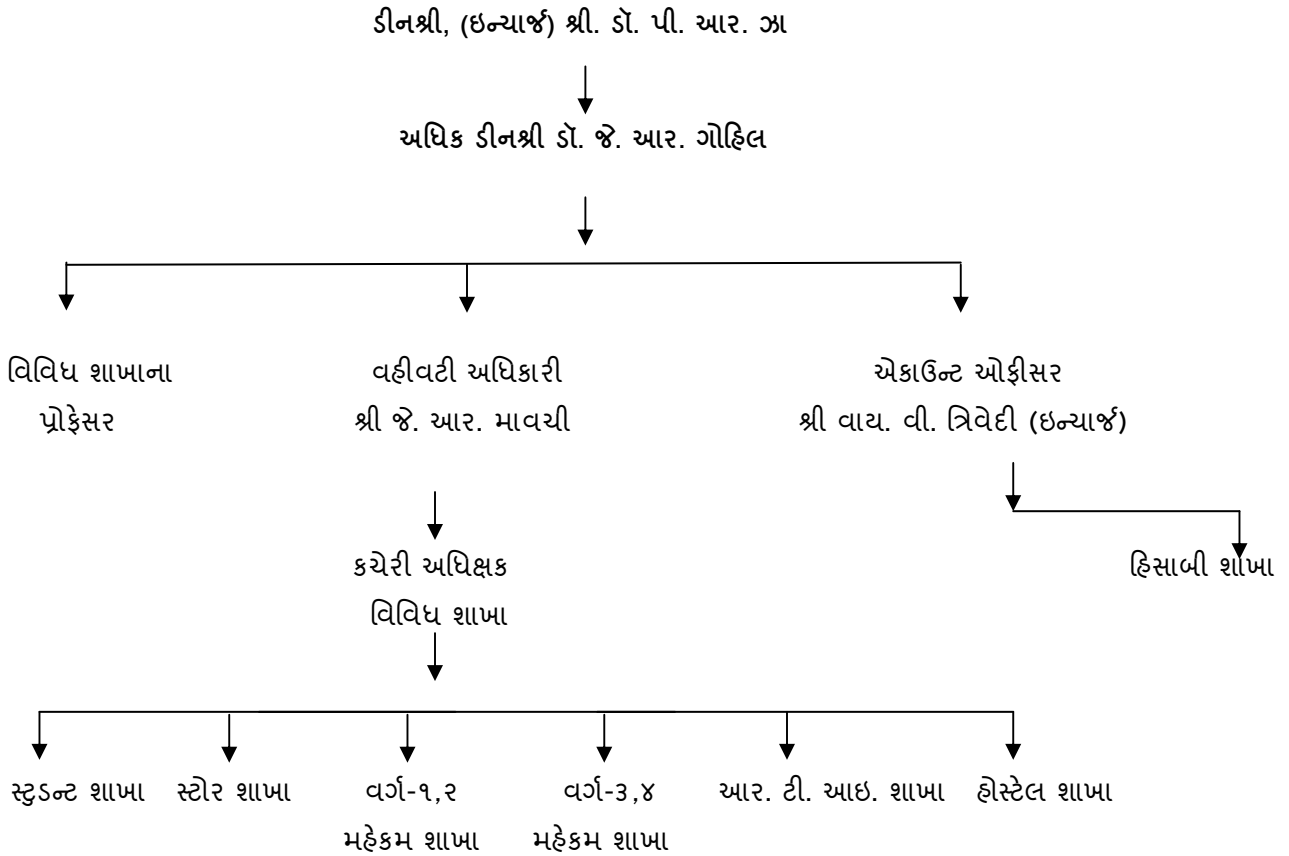 ડીનશ્રી, (ઇન્ચાર્જ) શ્રી. ડૉ. પી. આર. ઝા
અધિક ડીનશ્રી ડૉ. જે. આર. ગોહિલ
વિવિધ શાખાના
પ્રોફેસર
વહીવટી અધિકારી
શ્રી જે. આર. માવચી
એકાઉન્ટ ઓફીસર
શ્રી વાય. વી. ત્રિવેદી (ઇન્ચાર્જ)
કચેરી અધિક્ષક
વિવિધ શાખા
હિસાબી શાખા
સ્ટુડન્ટ શાખા
સ્ટોર શાખા
વર્ગ-૧,૨
મહેકમ શાખા
વર્ગ-૩,૪
મહેકમ શાખા
આર. ટી. આઇ. શાખા
હોસ્ટેલ શાખા